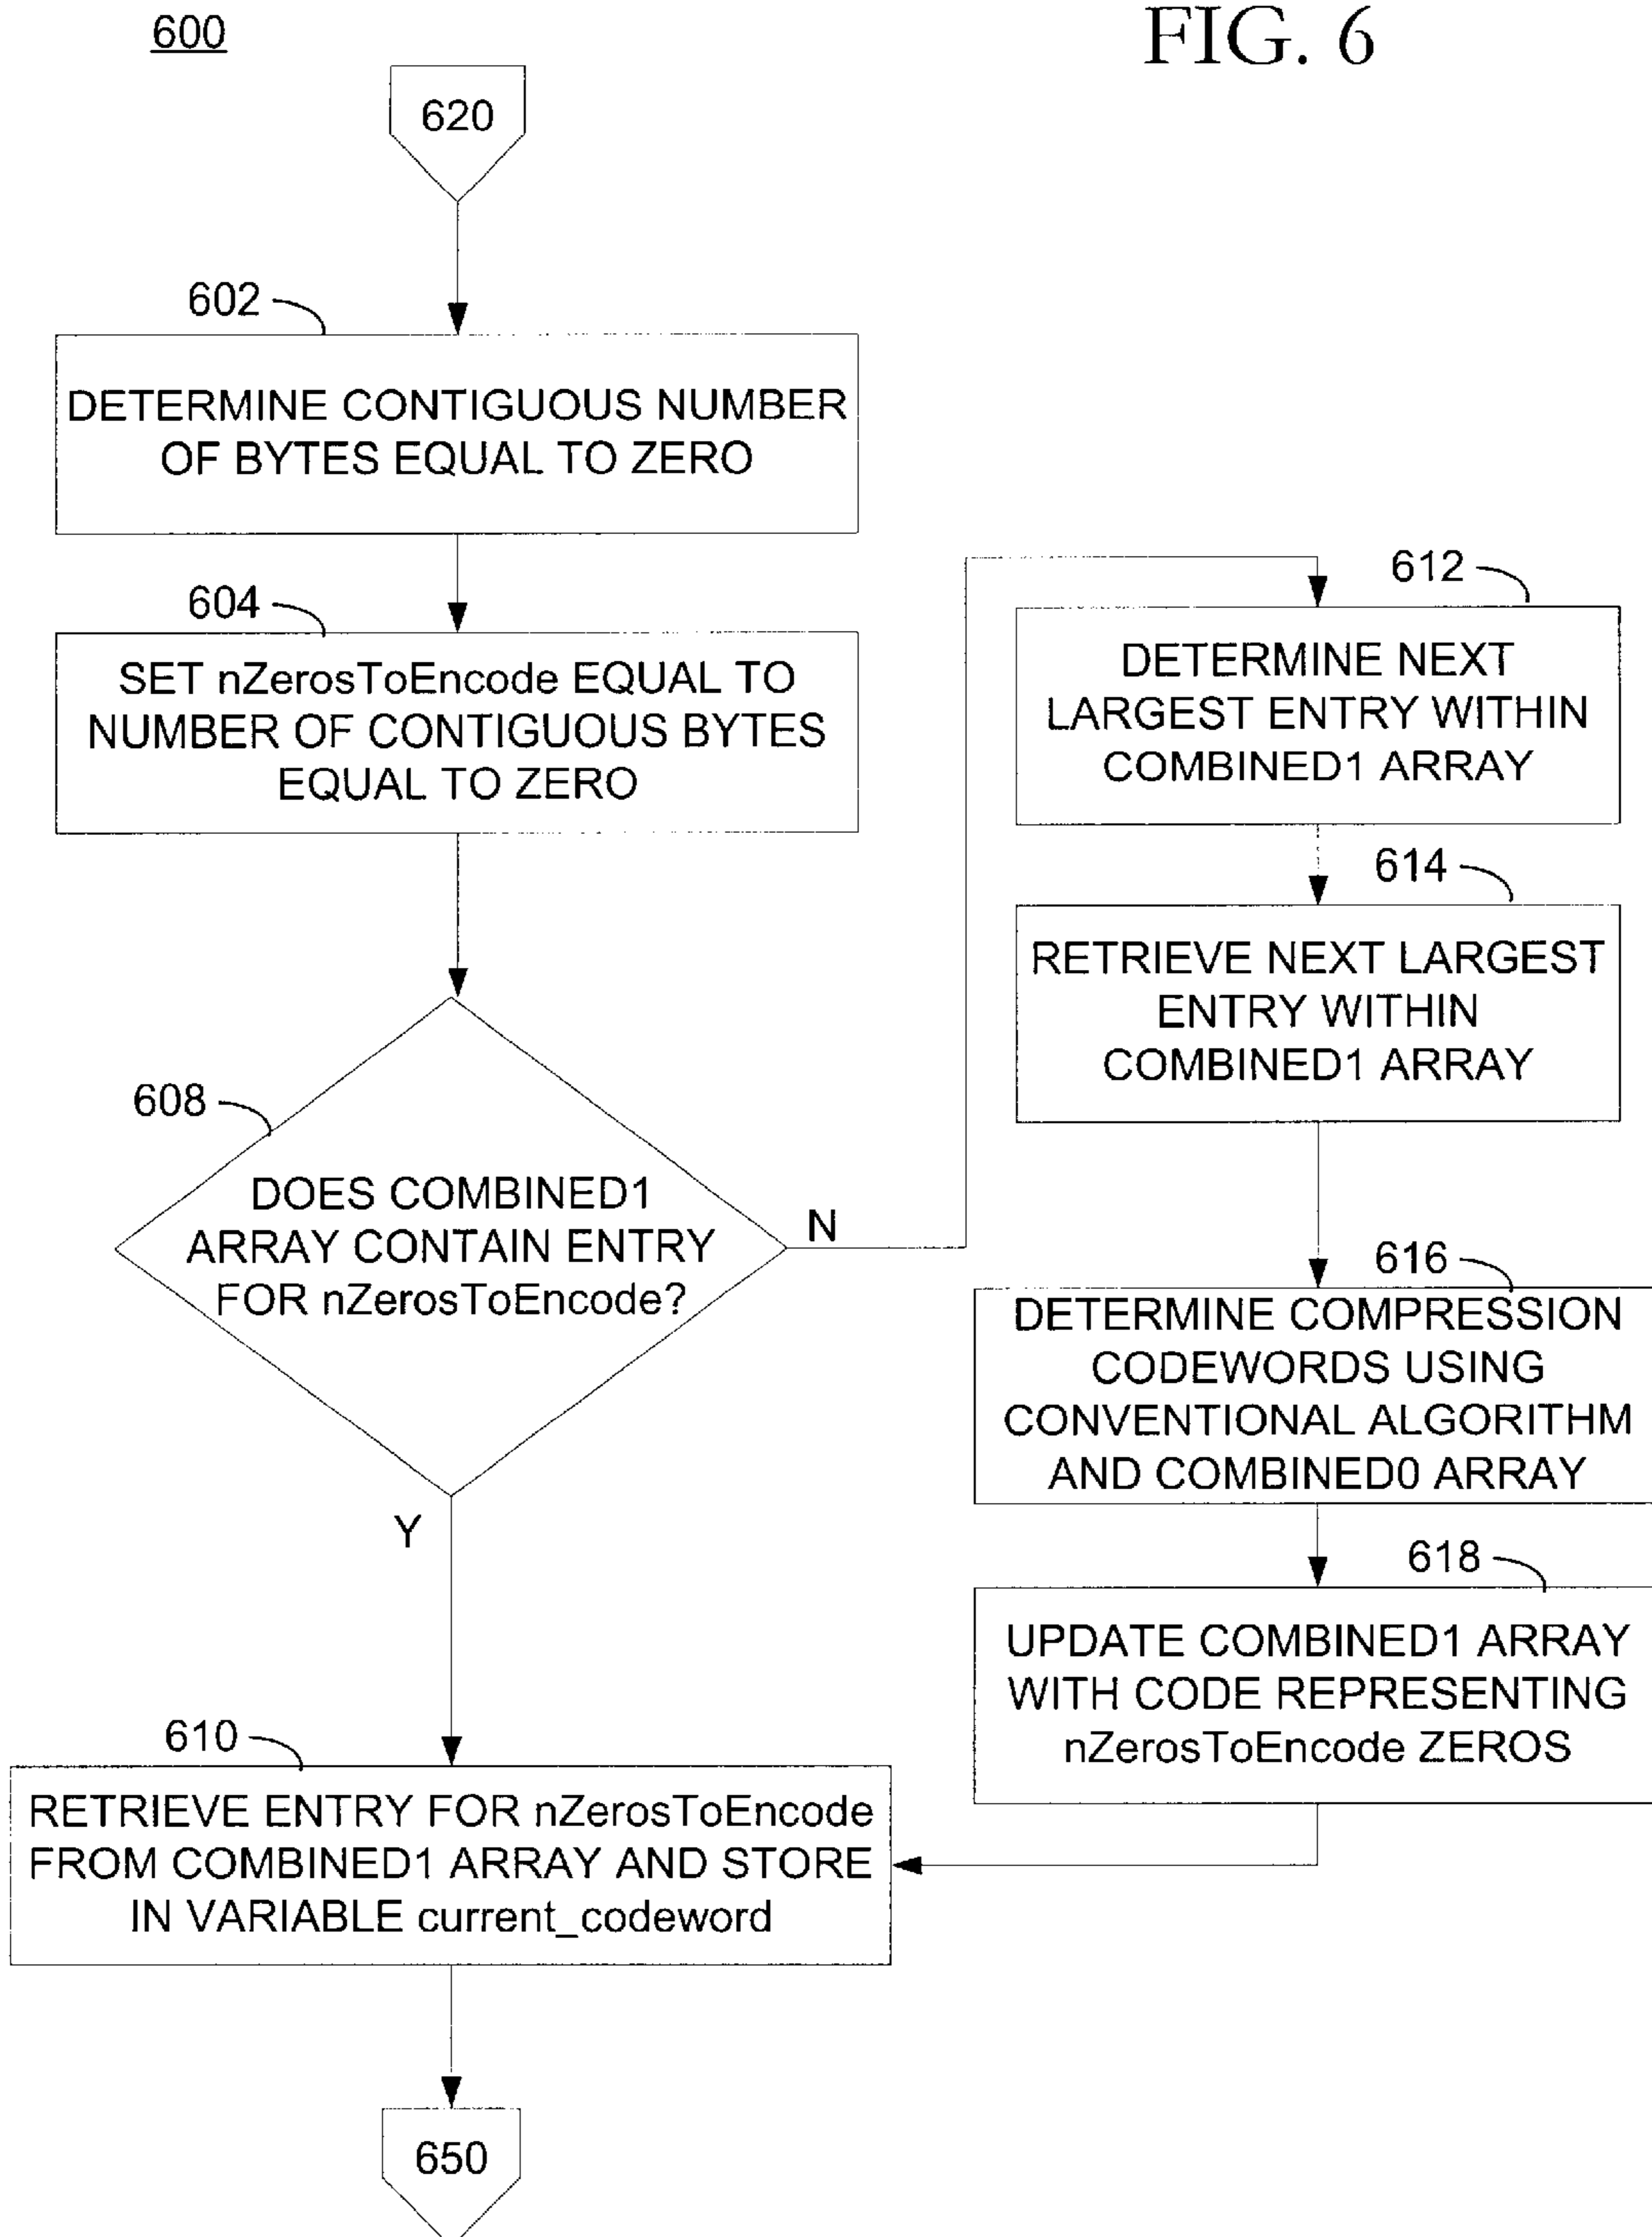 600
FIG. 6
620
602
DETERMINE CONTIGUOUS NUMBER
OF BYTES EQUAL TO ZERO
604
SET nZerosToEncode EQUAL TO
NUMBER OF CONTIGUOUS BYTES
EQUAL TO ZERO
608
DOES COMBINED1
ARRAY CONTAIN ENTRY
FOR nZerosToEncode?
N
Y
612
DETERMINE NEXT
LARGEST ENTRY WITHIN
COMBINED1 ARRAY
614
RETRIEVE NEXT LARGEST
ENTRY WITHIN
COMBINED1 ARRAY
616
DETERMINE COMPRESSION
CODEWORDS USING
CONVENTIONAL ALGORITHM
AND COMBINED0 ARRAY
618
UPDATE COMBINED1 ARRAY
WITH CODE REPRESENTING
nZerosToEncode ZEROS
610
RETRIEVE ENTRY FOR nZerosToEncode
FROM COMBINED1 ARRAY AND STORE
IN VARIABLE current_codeword
650